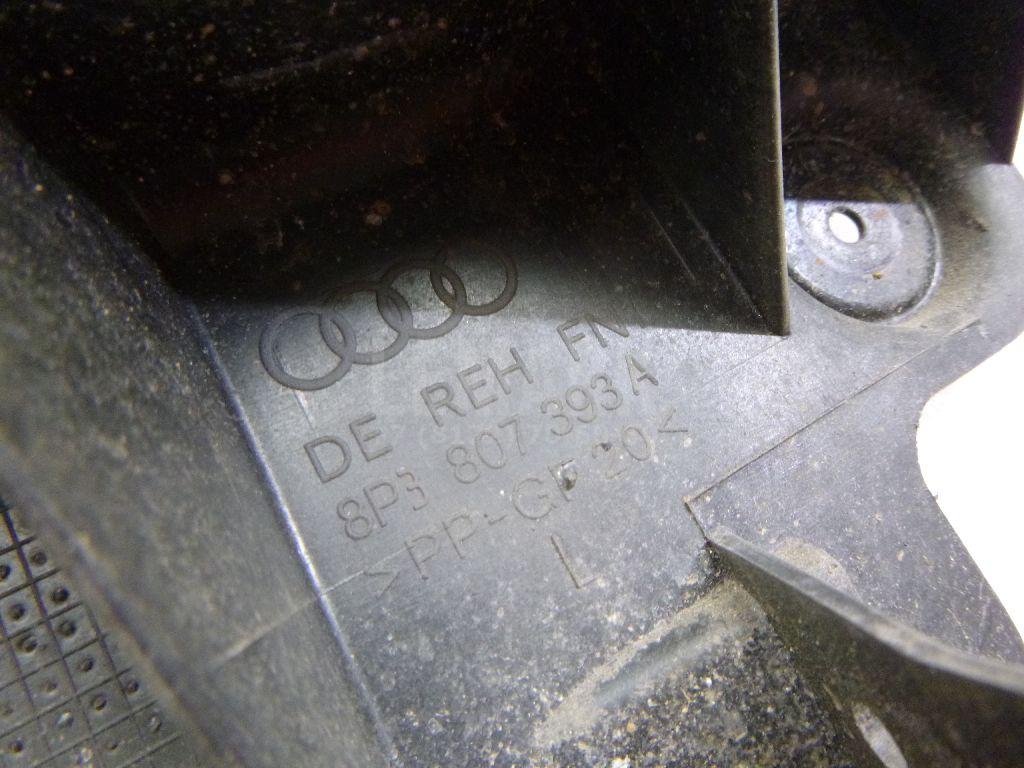 DE REH FN
8P3 807 393 A
>PP-GF20<
L